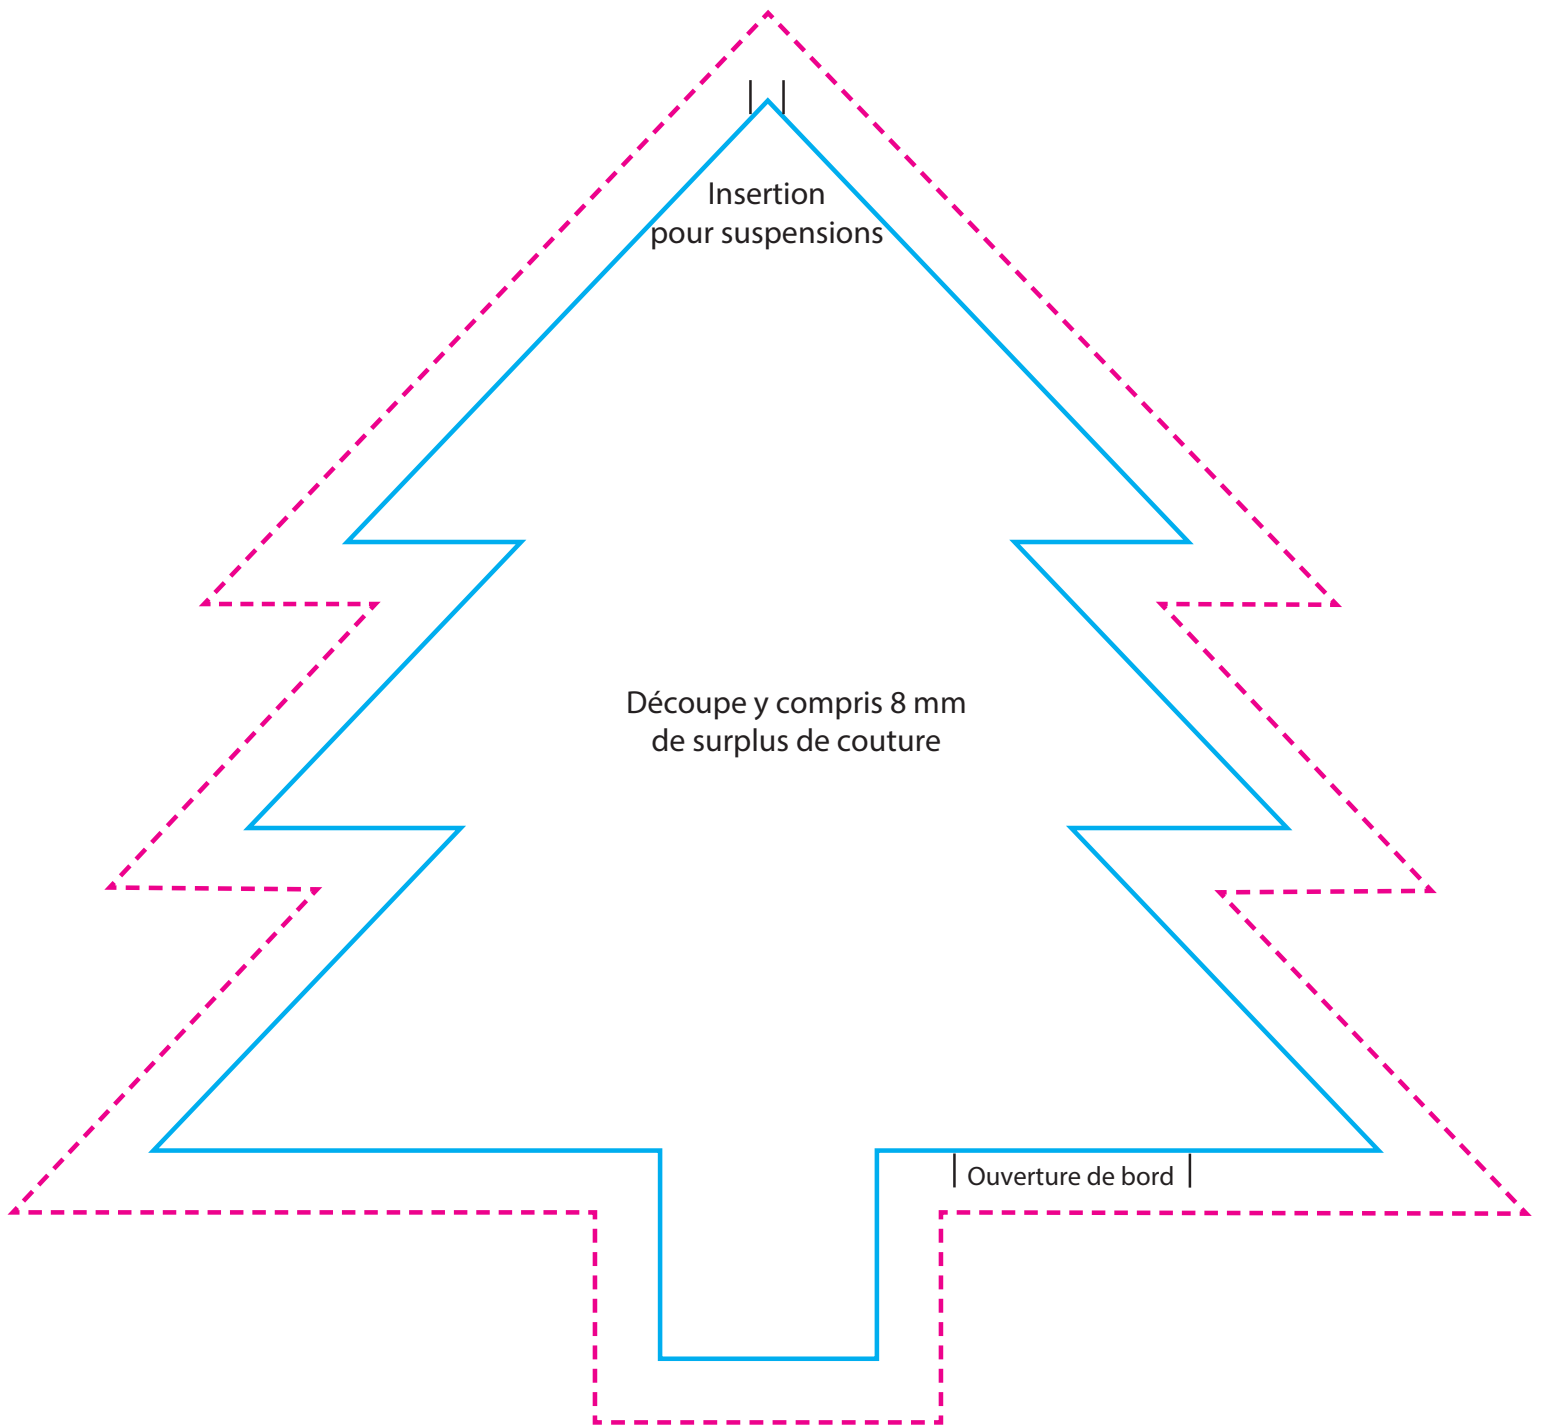 Insertion
pour suspensions
Découpe y compris 8 mm
de surplus de couture
Ouverture de bord